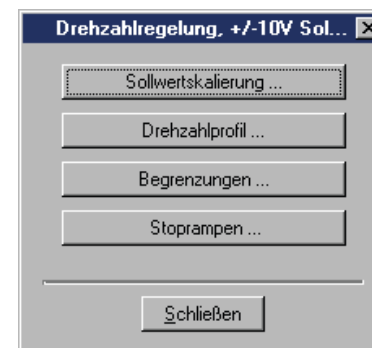 Drehzahlregelung, +/-10V Sol...
Sollwertskalierung ...
Drehzahlprofil ...
Begrenzungen ...
Stoprampen ...
Schließen